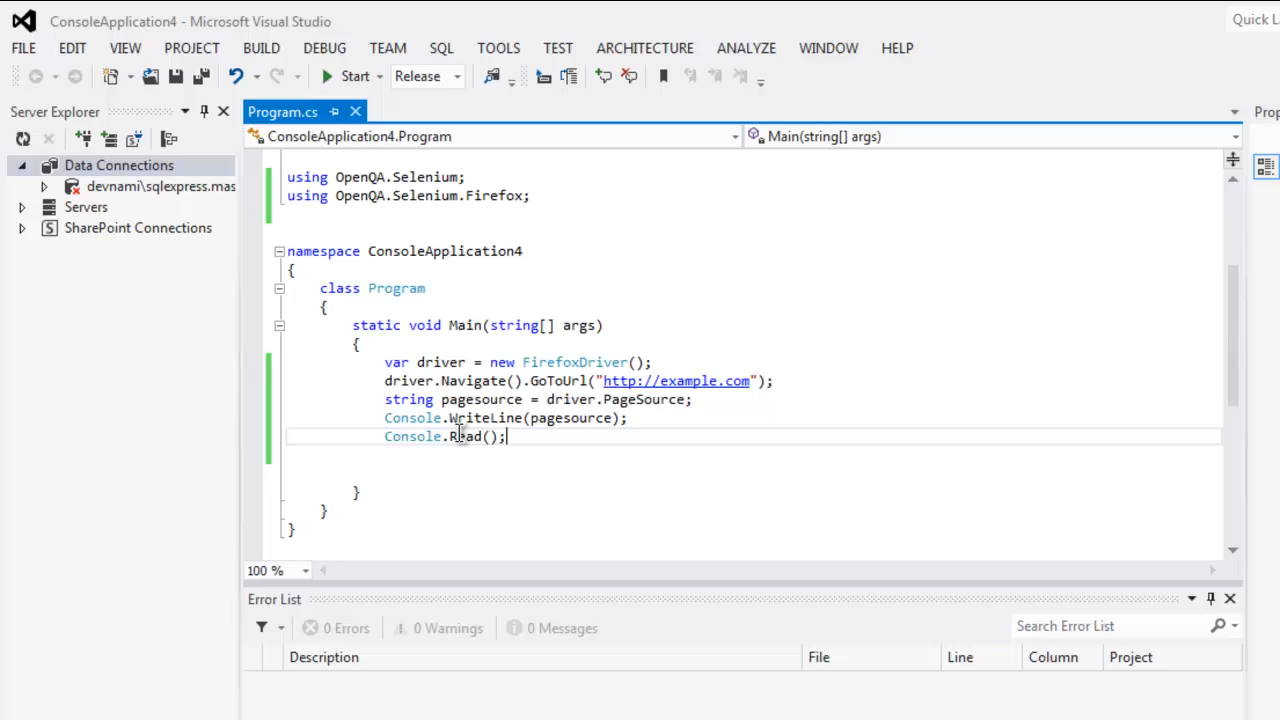 ConsoleApplication4 - Microsoft Visual Studio
Quick L
FILE EDIT VIEW PROJECT BUILD DEBUG TEAM SQL TOOLS TEST ARCHITECTURE ANALYZE WINDOW HELP
Start Release
Server Explorer
Program.cs
Prop
ConsoleApplication4.Program
Main(string[] args)
Data Connections
devnami\sqlexpress.mas
Servers
SharePoint Connections
using OpenQA.Selenium;
using OpenQA.Selenium.Firefox;
namespace ConsoleApplication4
{
class Program
{
static void Main(string[] args)
{
var driver = new FirefoxDriver();
driver.Navigate().GoToUrl("http://example.com");
string pagesource = driver.PageSource;
Console.WriteLine(pagesource);
Console.Read();
}
}
}
100 %
Error List
0 Errors 0 Warnings 0 Messages
Search Error List
Description File Line Column Project